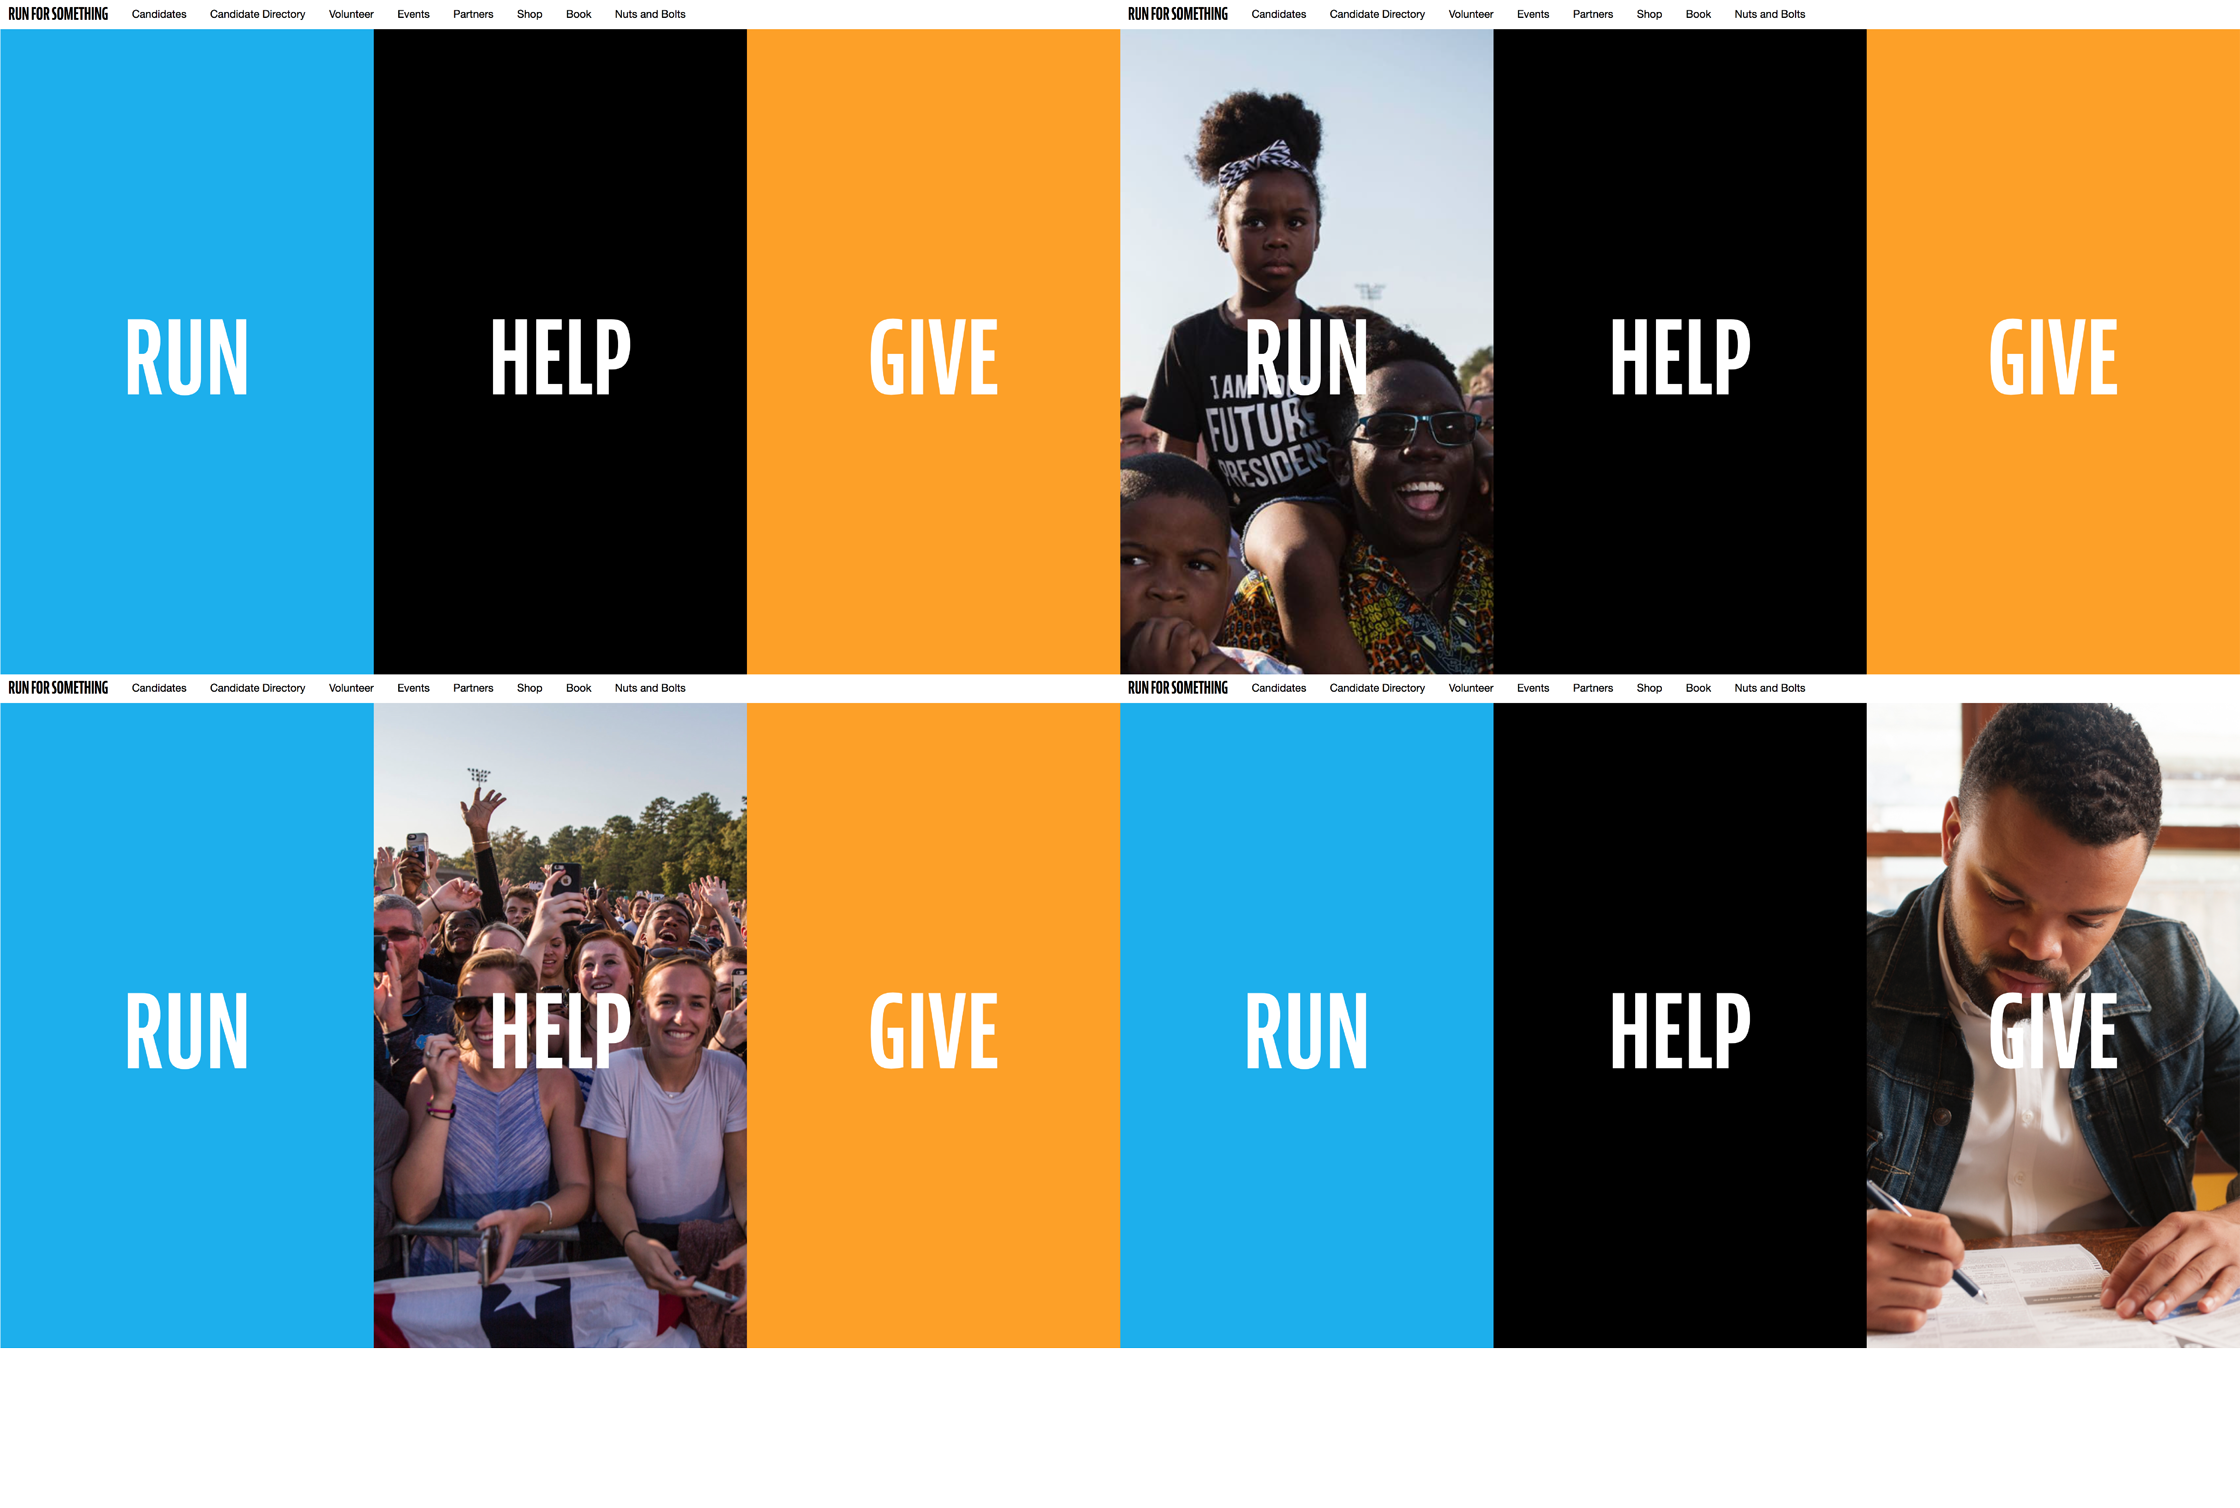 RUN FOR SOMETHING Candidates Candidate Directory Volunteer Events Partners Shop Book Nuts and Bolts
RUN HELP GIVE
RUN FOR SOMETHING Candidates Candidate Directory Volunteer Events Partners Shop Book Nuts and Bolts
RUN HELP GIVE
I AM YOUR
FUTURE
PRESIDENT
RUN FOR SOMETHING Candidates Candidate Directory Volunteer Events Partners Shop Book Nuts and Bolts
RUN HELP GIVE
RUN FOR SOMETHING Candidates Candidate Directory Volunteer Events Partners Shop Book Nuts and Bolts
RUN HELP GIVE